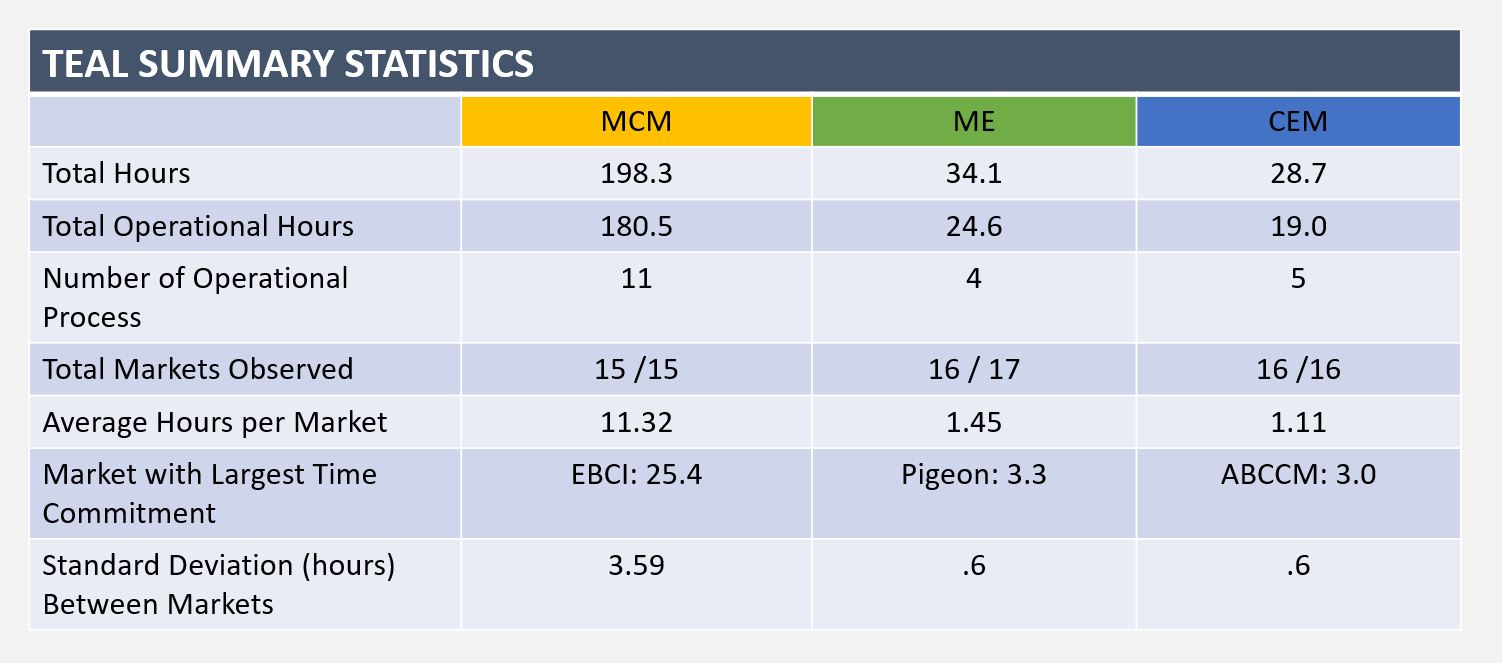 TEAL SUMMARY STATISTICS
MCM ME CEM
Total Hours 198.3 34.1 28.7
Total Operational Hours 180.5 24.6 19.0
Number of Operational 11 4 5
Process
Total Markets Observed 15 /15 16 / 17 16 /16
Average Hours per Market 11.32 1.45 1.11
Market with Largest Time EBCI: 25.4 Pigeon: 3.3 ABCCM: 3.0
Commitment
Standard Deviation (hours) 3.59 .6 .6
Between Markets